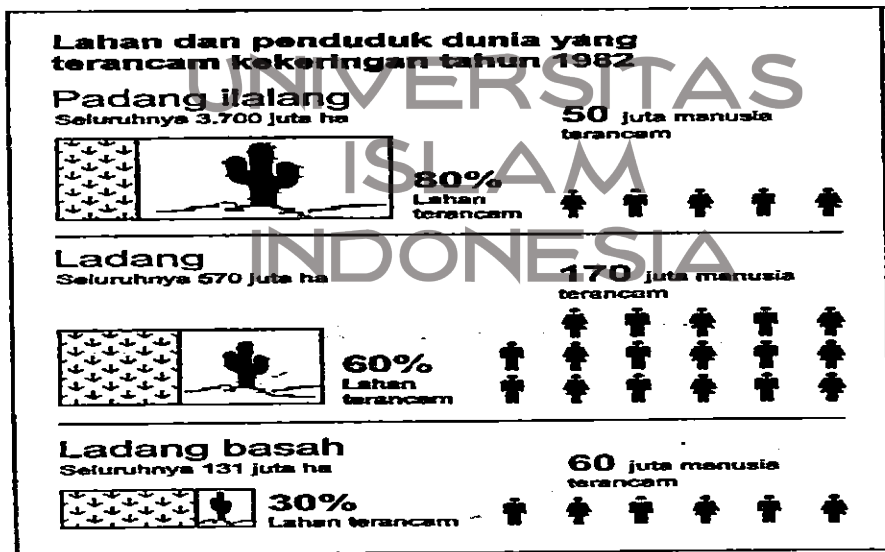 Lahan dan penduduk dunia yang
terancam kekeringan tahun 1982
UNIVERSITAS
ISLAM
INDONESIA
Padang ilalang
Seluruhnya 3.700 juta ha
50 juta manusia
terancam
80%
Lahan
terancam
Ladang
Seluruhnya 570 juta ha
170 juta manusia
terancam
60%
Lahan
terancam
Ladang basah
Seluruhnya 131 juta ha
60 juta manusia
terancam
30%
Lahan terancam